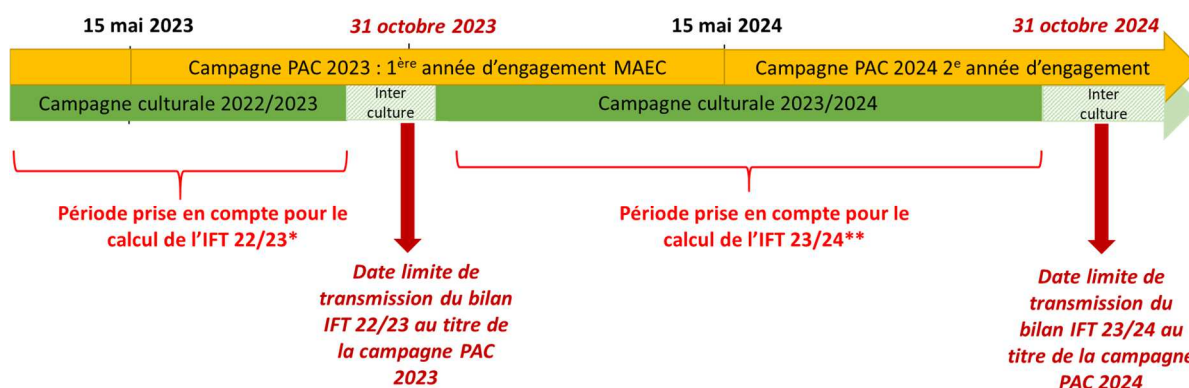 15 mai 2023
31 octobre 2023
15 mai 2024
31 octobre 2024
Campagne PAC 2023 : 1ère année d’engagement MAEC
Campagne PAC 2024 2e année d’engagement
Campagne culturale 2022/2023
Inter
culture
Campagne culturale 2023/2024
Inter
culture
Période prise en compte pour le
calcul de l’IFT 22/23*
Période prise en compte pour le
calcul de l’IFT 23/24**
Date limite de
transmission du bilan
IFT 22/23 au titre de
la campagne PAC
2023
Date limite de
transmission du
bilan IFT 23/24 au
titre de la campagne
PAC 2024